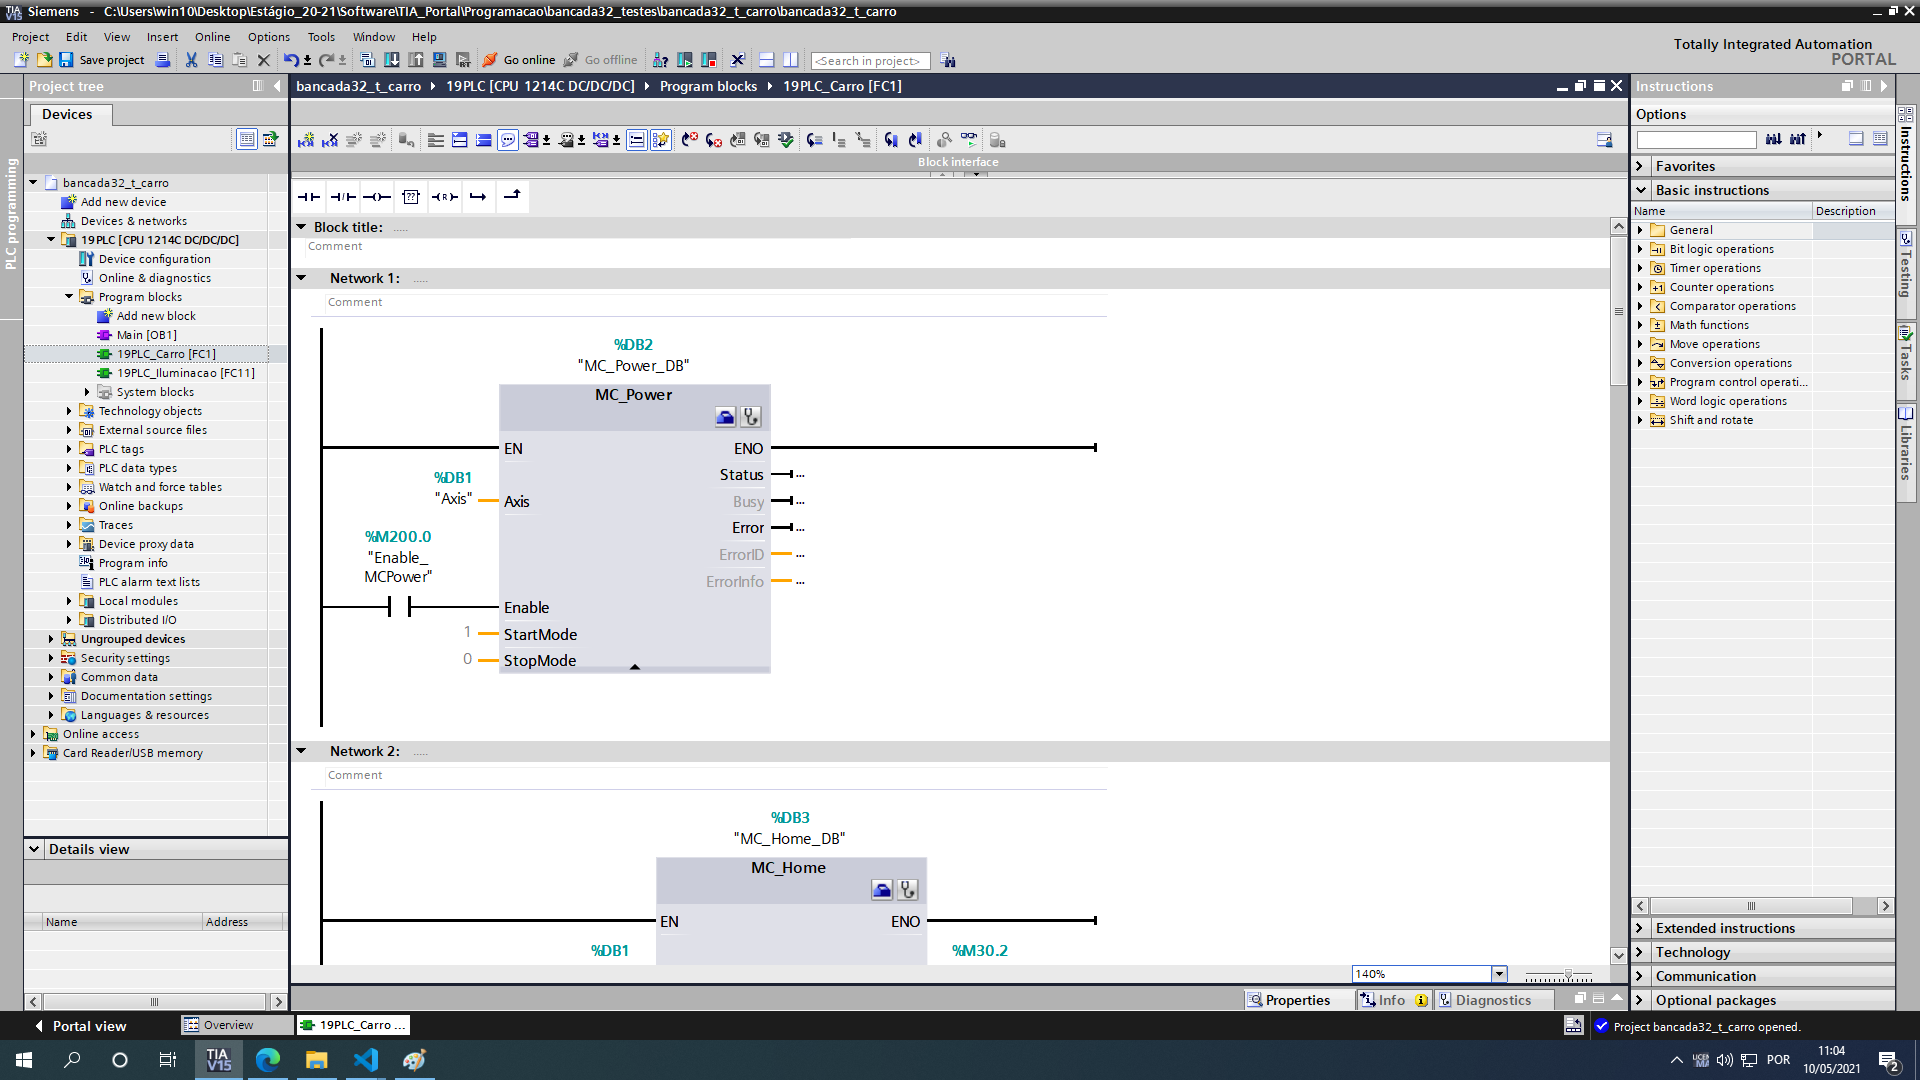 Siemens - C:\Users\win10\Desktop\Estágio_20-21\Software\TIA_Portal\Programacao\bancada32_testes\bancada32_t_carro\bancada32_t_carro
Project Edit View Insert Online Options Tools Window Help
Totally Integrated Automation
PORTAL
Save project
Go online
Go offline
<Search in project>
Project tree
bancada32_t_carro
19PLC [CPU 1214C DC/DC/DC]
Program blocks
19PLC_Carro [FC1]
Instructions
Devices
Options
PLC programming
Block interface
bancada32_t_carro
Add new device
Devices & networks
19PLC [CPU 1214C DC/DC/DC]
Device configuration
Online & diagnostics
Program blocks
Add new block
Main [OB1]
19PLC_Carro [FC1]
19PLC_Iluminacao [FC11]
System blocks
Technology objects
External source files
PLC tags
PLC data types
Watch and force tables
Online backups
Traces
Device proxy data
Program info
PLC alarm text lists
Local modules
Distributed I/O
Ungrouped devices
Security settings
Common data
Documentation settings
Languages & resources
Online access
Card Reader/USB memory
Details view
Name Address
Block title: .....
Comment
Network 1: .....
Comment
%DB2
"MC_Power_DB"
MC_Power
EN ENO
%DB1
"Axis"
Axis
Status ...
Busy ...
Error ...
ErrorID ...
ErrorInfo ...
%M200.0
"Enable_
MCPower"
Enable
1 StartMode
0 StopMode
Network 2: .....
Comment
%DB3
"MC_Home_DB"
MC_Home
EN ENO
%DB1 %M30.2
140%
Properties
Info
Diagnostics
Favorites
Basic instructions
Name Description
General
Bit logic operations
Timer operations
Counter operations
Comparator operations
Math functions
Move operations
Conversion operations
Program control operati...
Word logic operations
Shift and rotate
Extended instructions
Technology
Communication
Optional packages
Instructions
Testing
Tasks
Libraries
Portal view
Overview
19PLC_Carro ...
Project bancada32_t_carro opened.
TIA
V15
POR
11:04
10/05/2021
2